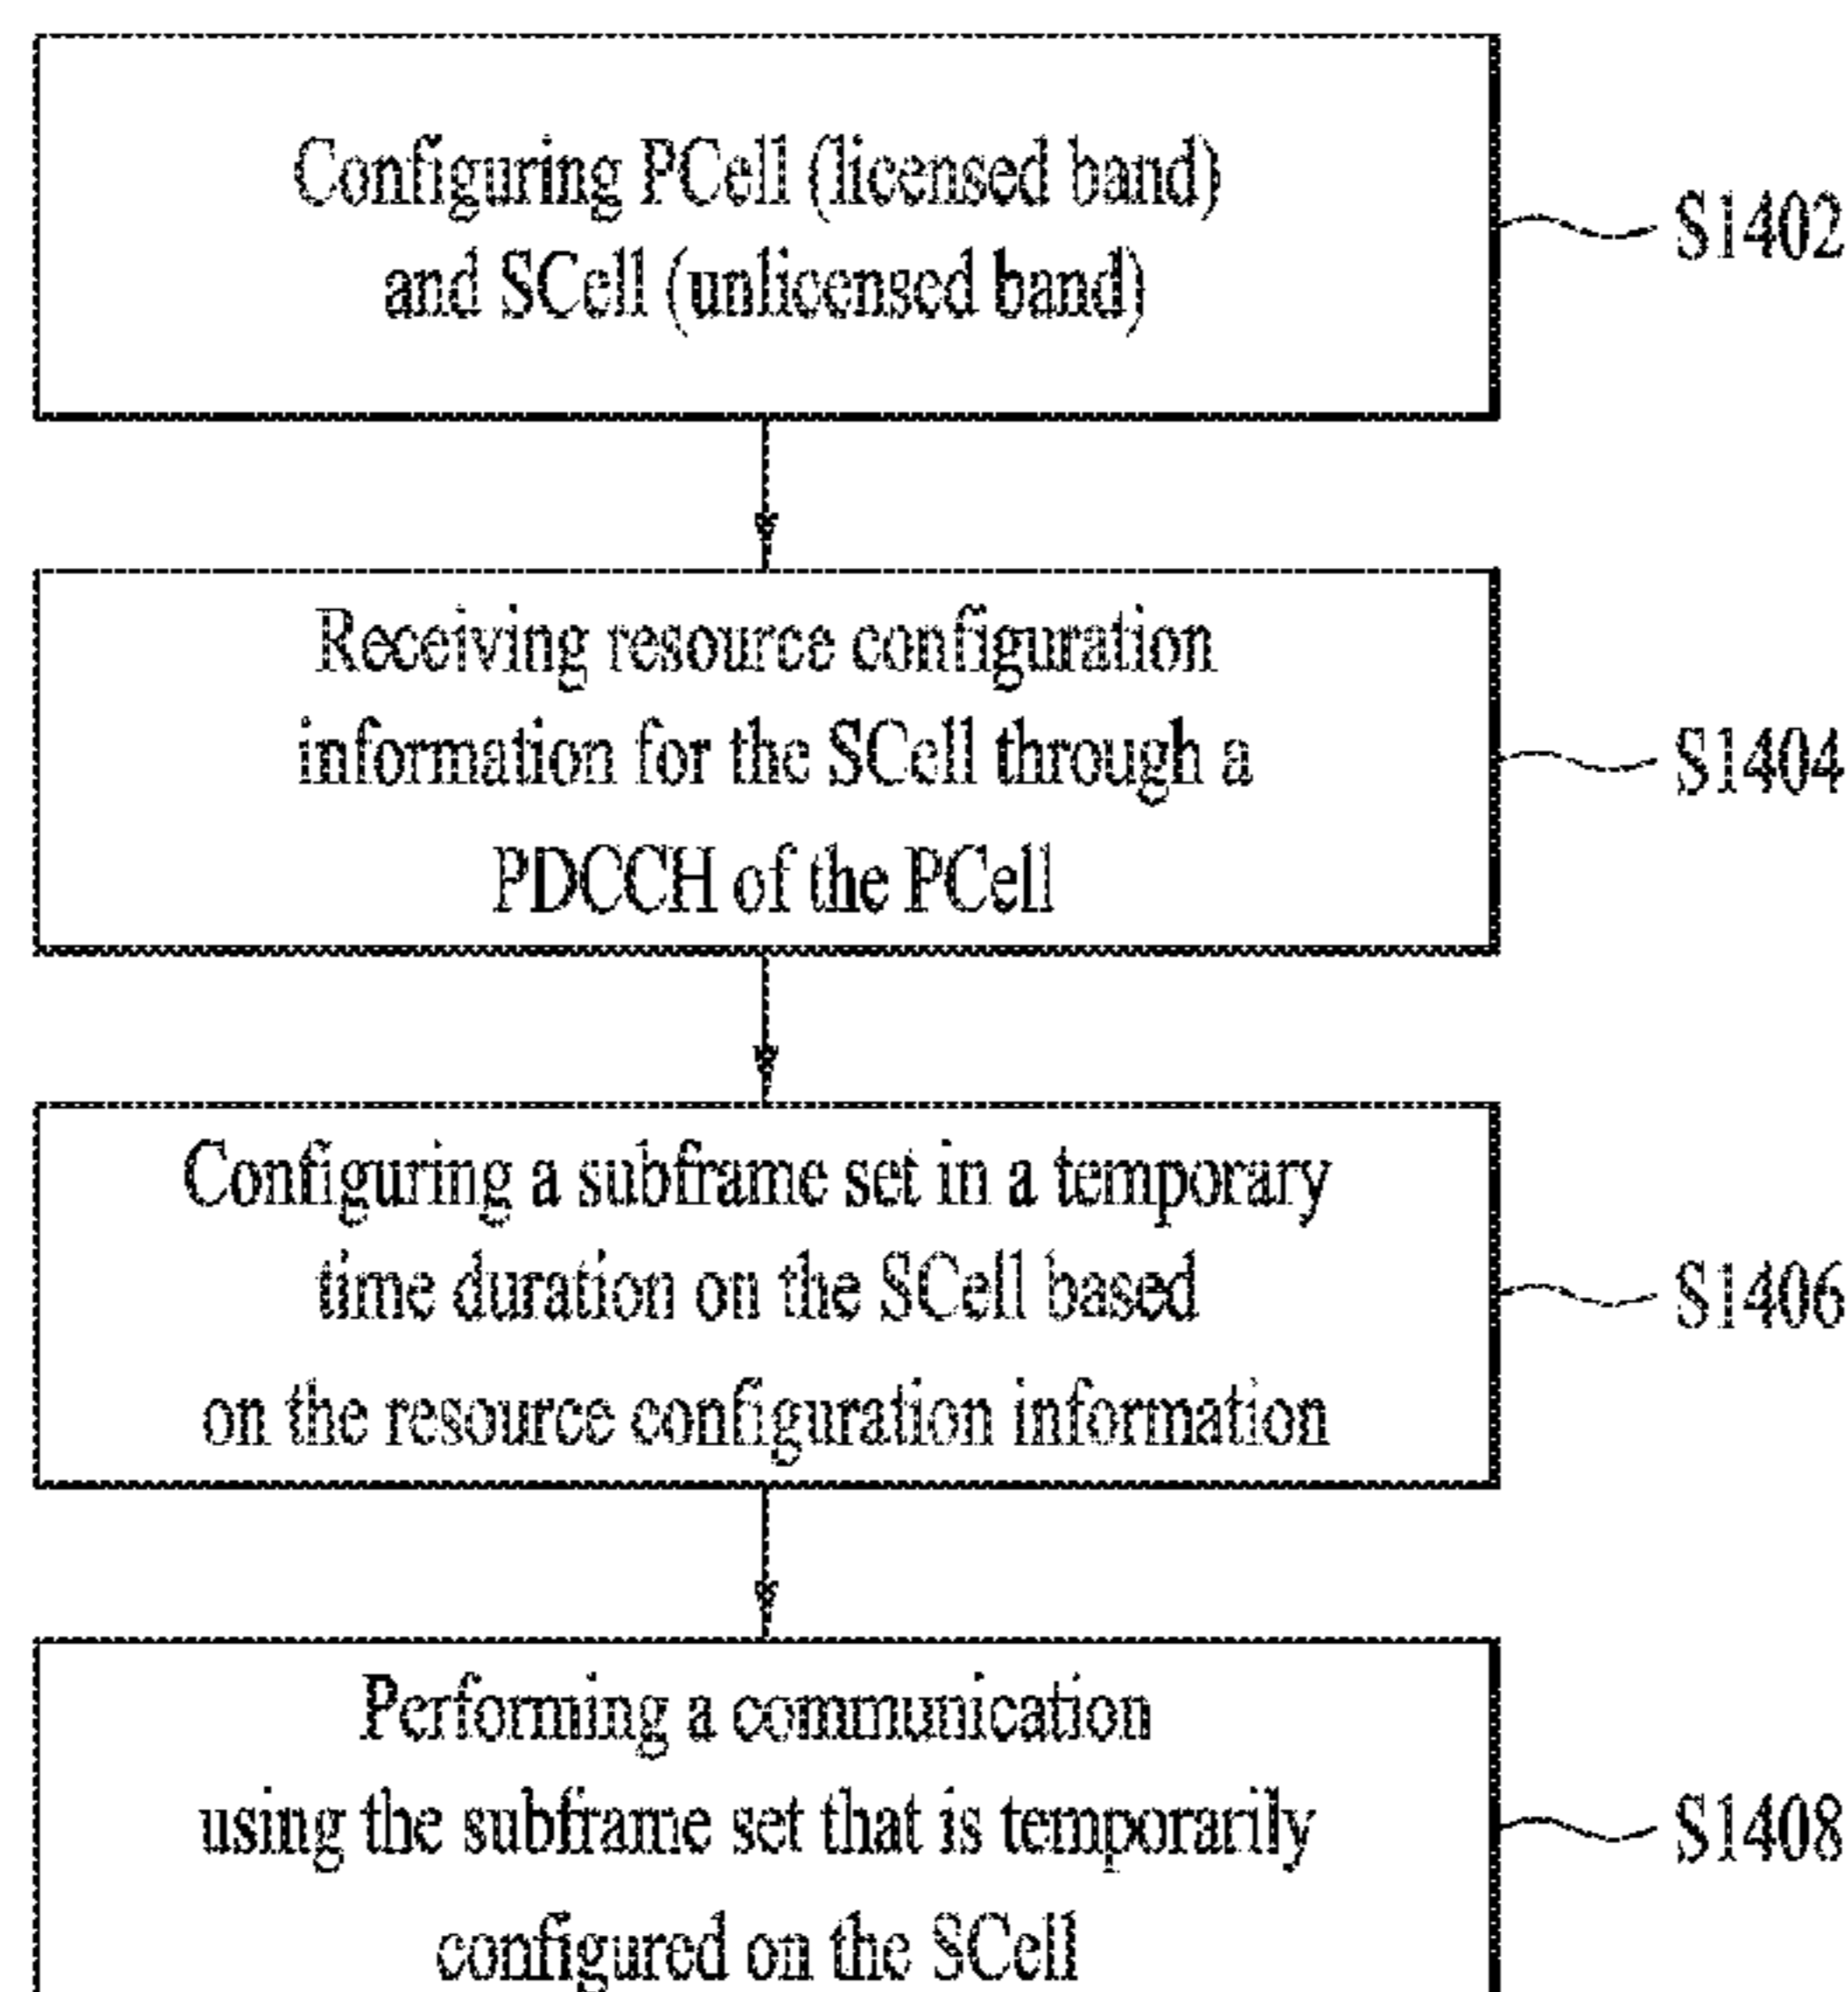 Configuring PCell (licensed band)
and SCell (unlicensed band)
S1402
Receiving resource configuration
information for the SCell through a
PDCCH of the PCell
S1404
Configuring a subframe set in a temporary
time duration on the SCell based
on the resource configuration information
S1406
Performing a communication
using the subframe set that is temporarily
configured on the SCell
S1408